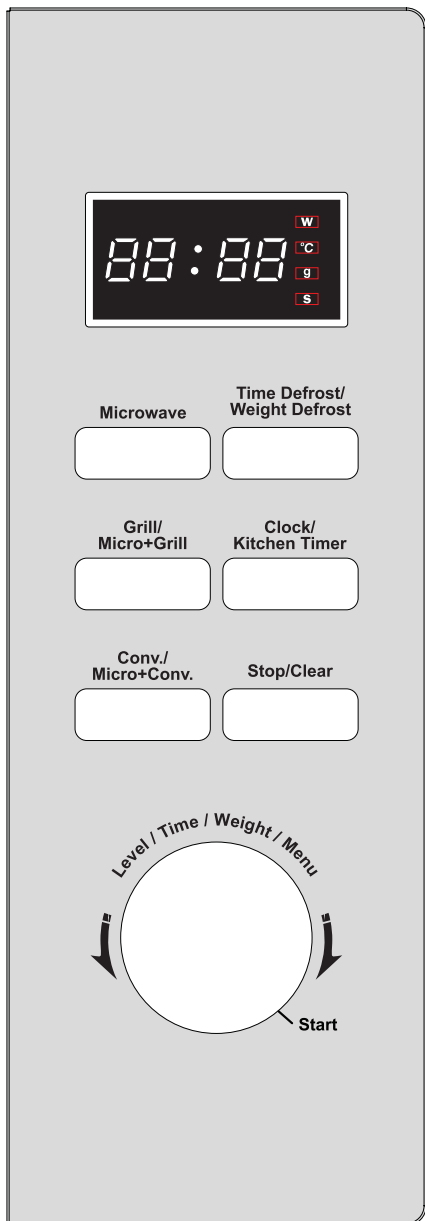 88:88
W
°C
g
s
Microwave
Time Defrost/
Weight Defrost
Grill/
Micro+Grill
Clock/
Kitchen Timer
Conv./
Micro+Conv.
Stop/Clear
Level / Time / Weight / Menu
Start